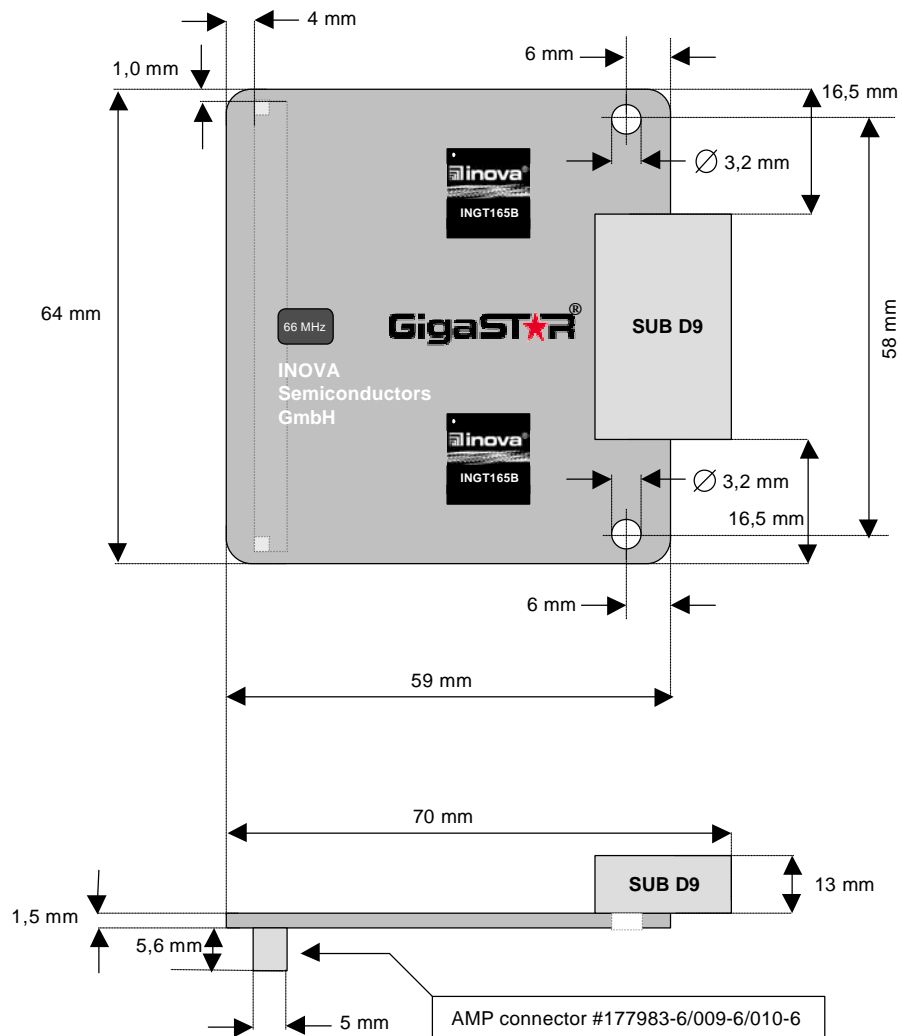 4 mm
6 mm
1,0 mm
16,5 mm
inova®
INGT165B
Ø 3,2 mm
64 mm
66 MHz
GigaSTAR®
SUB D9
58 mm
INOVA
Semiconductors
GmbH
inova®
INGT165B
Ø 3,2 mm
16,5 mm
6 mm
59 mm
70 mm
SUB D9
13 mm
1,5 mm
5,6 mm
5 mm
AMP connector #177983-6/009-6/010-6